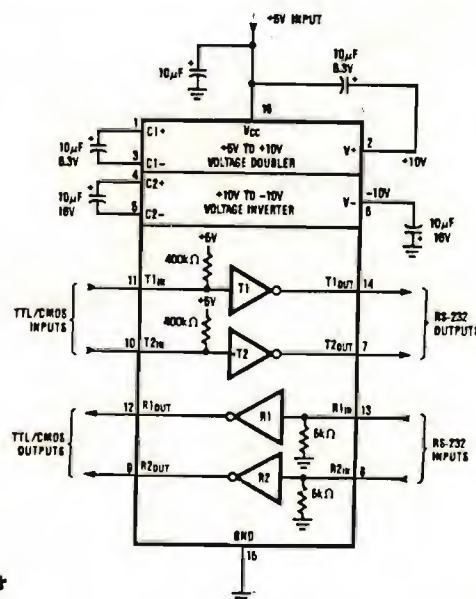 +5V INPUT
10µF
10µF
6.3V
16
VCC
1
C1+
+5V TO +10V
VOLTAGE DOUBLER
V+
2
+10V
10µF
6.3V
3
C1-
4
C2+
+10V TO -10V
VOLTAGE INVERTER
-10V
V-
6
10µF
16V
5
C2-
10µF
16V
+5V
400kΩ
11
T1IN
T1
T1OUT
14
TTL/CMOS
INPUTS
+5V
400kΩ
RS-232
OUTPUTS
10
T2IN
T2
T2OUT
7
12
R1OUT
R1
R1IN
13
TTL/CMOS
OUTPUTS
5kΩ
RS-232
INPUTS
9
R2OUT
R2
R2IN
8
5kΩ
GND
15